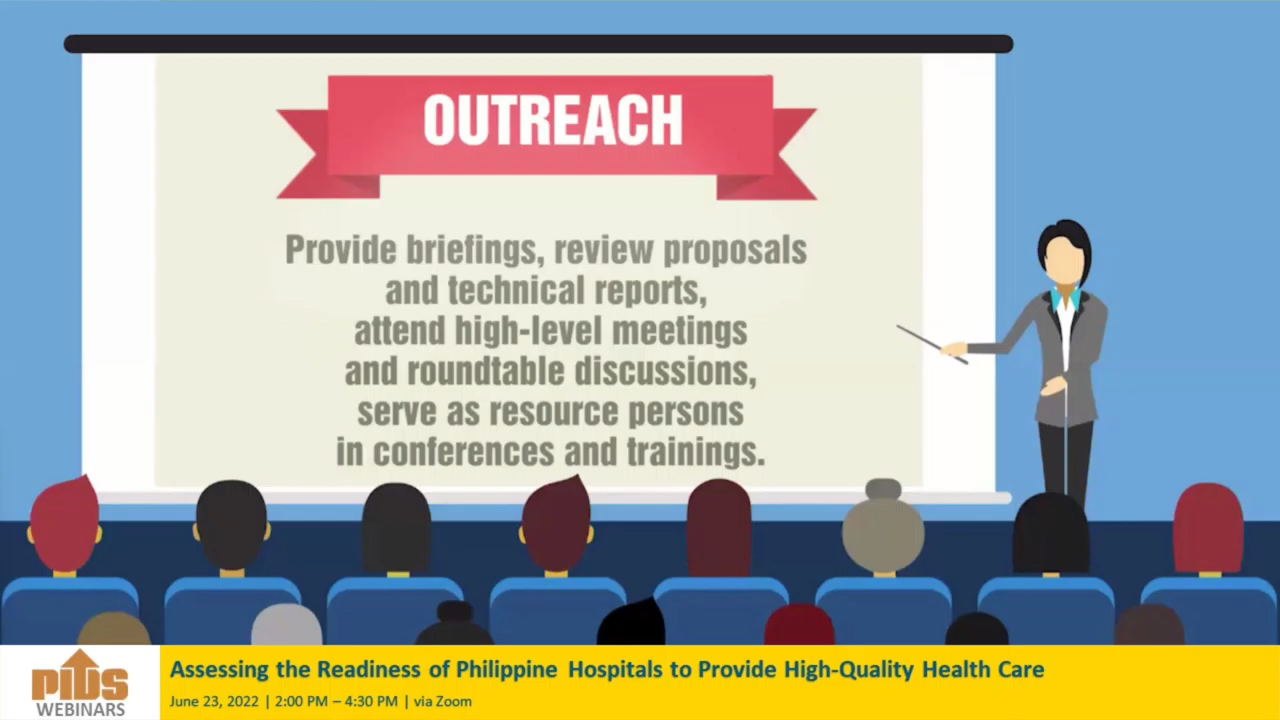 OUTREACH
Provide briefings, review proposals
and technical reports,
attend high-level meetings
and roundtable discussions,
serve as resource persons
in conferences and trainings.
pids
WEBINARS
Assessing the Readiness of Philippine Hospitals to Provide High-Quality Health Care
June 23, 2022 | 2:00 PM – 4:30 PM | via Zoom